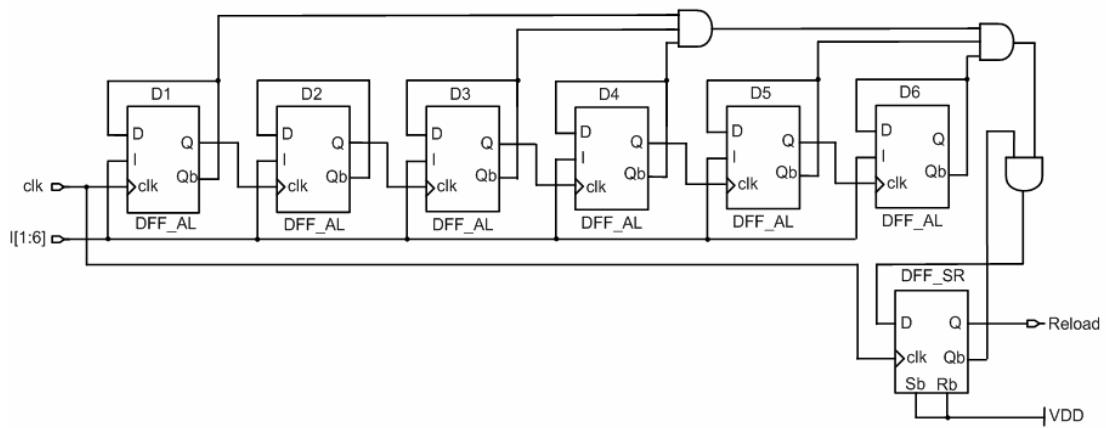 D1 D2 D3 D4 D5 D6
D Q D Q D Q D Q D Q D Q
I I I I I I
clk Qb clk Qb clk Qb clk Qb clk Qb clk Qb
clk
DFF_AL DFF_AL DFF_AL DFF_AL DFF_AL DFF_AL
I[1:6]
DFF_SR
D Q Reload
clk Qb
Sb Rb
VDD